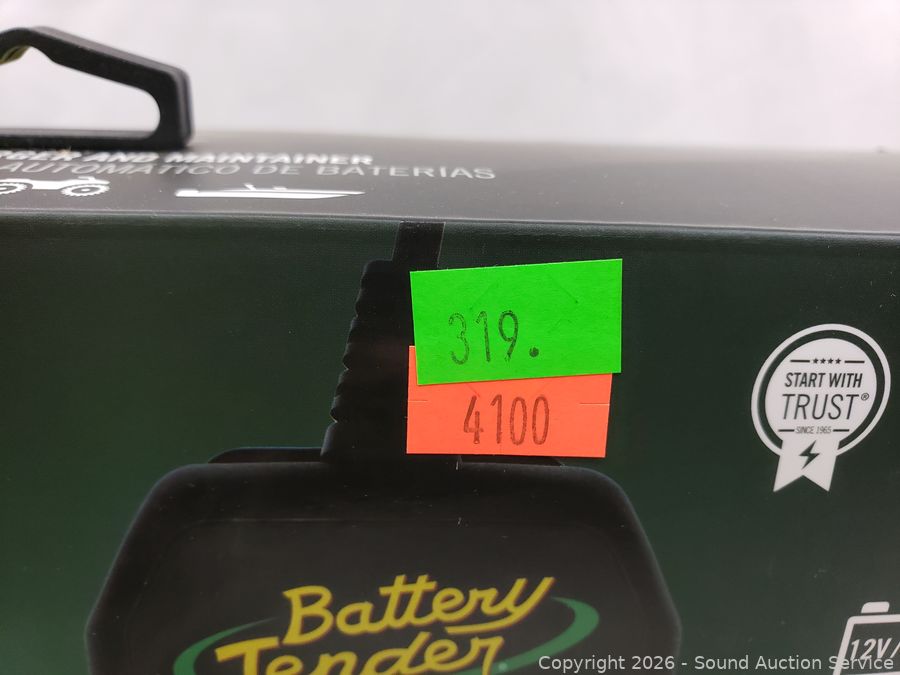 AND MAINTAINER
AUTOMÁTICO DE BATERÍAS
319.
4100
START WITH
TRUST®
SINCE 1965
Battery
Tender®
12V/
Copyright 2026 - Sound Auction Service